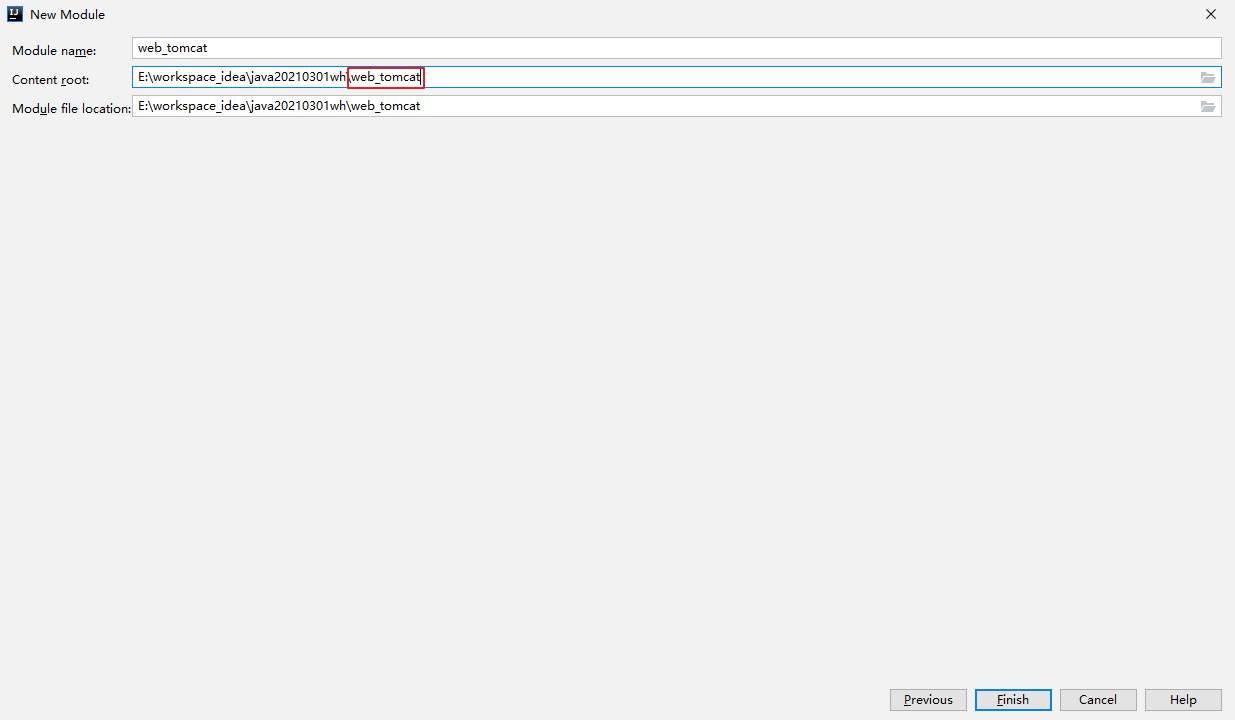 IJ New Module
Module name: web_tomcat
Content root: E:\workspace_idea\java20210301wh\web_tomcat
Module file location: E:\workspace_idea\java20210301wh\web_tomcat
Previous Finish Cancel Help